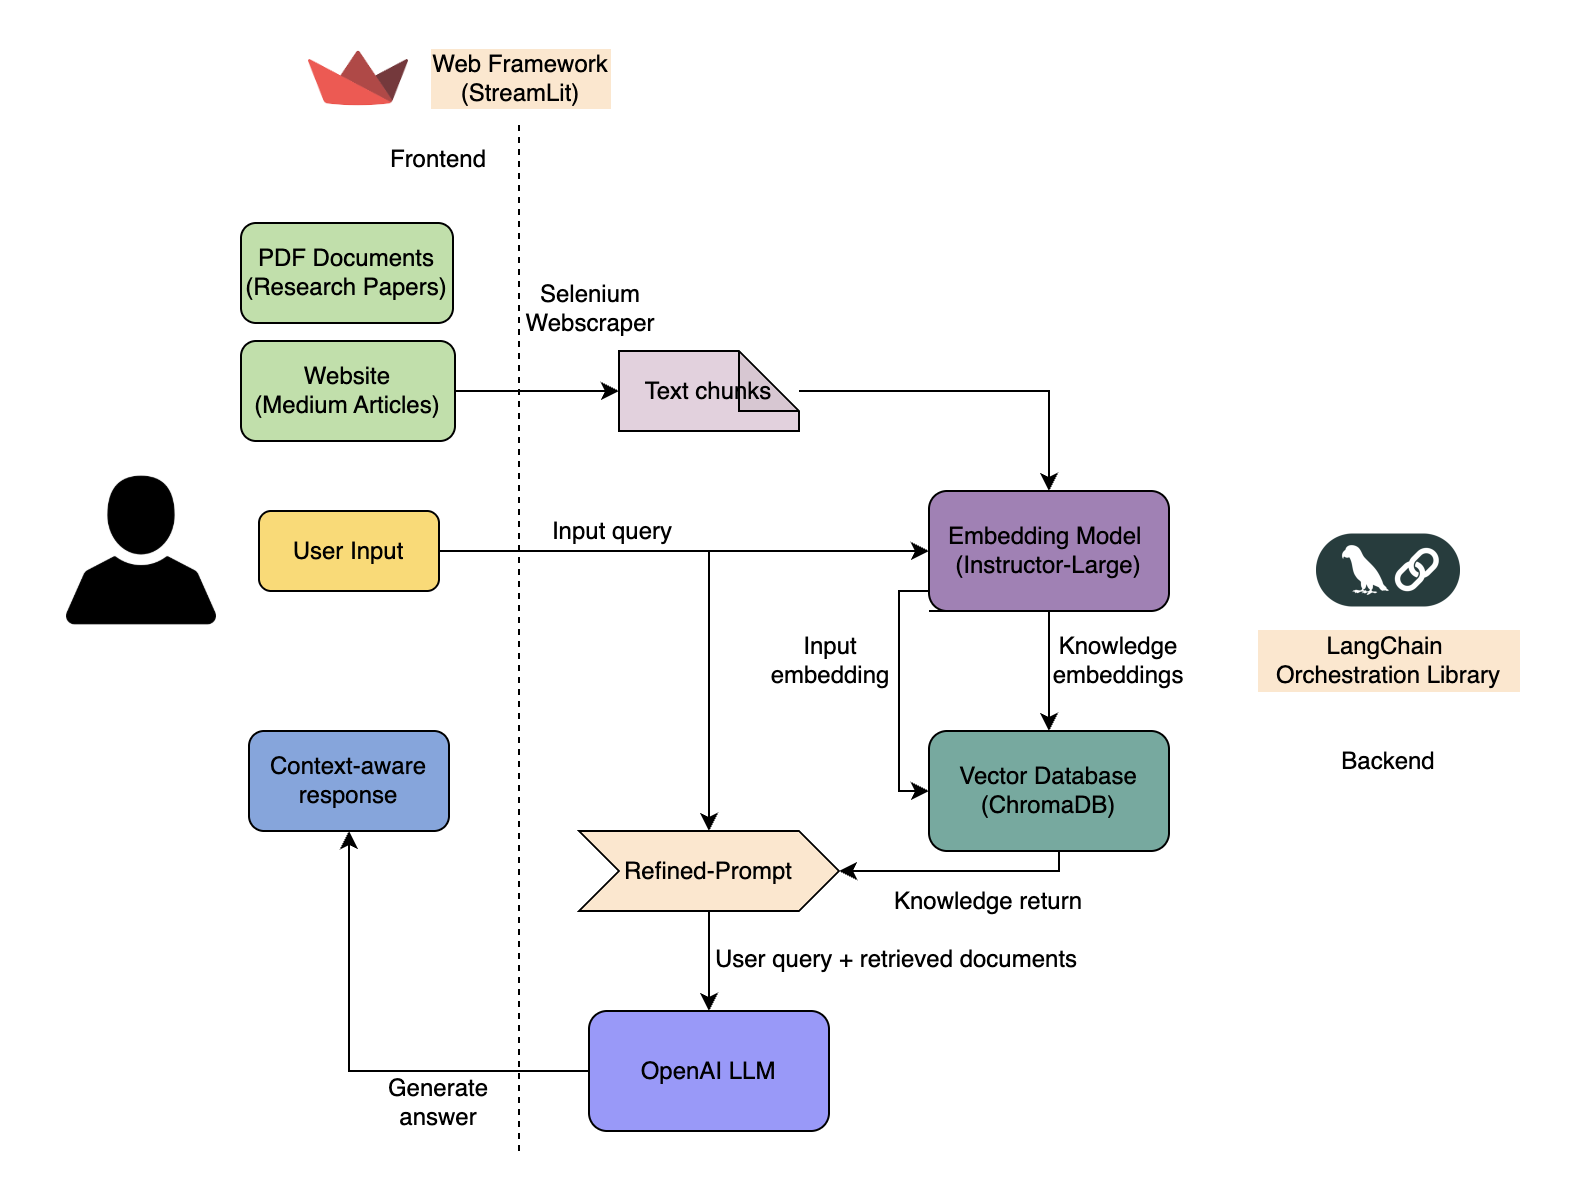 Web Framework
(StreamLit)
Frontend
PDF Documents
(Research Papers)
Selenium
Webscraper
Website
(Medium Articles)
Text chunks
User Input
Input query
Embedding Model
(Instructor-Large)
Input
embedding
Knowledge
embeddings
LangChain
Orchestration Library
Backend
Context-aware
response
Vector Database
(ChromaDB)
Refined-Prompt
Knowledge return
User query + retrieved documents
OpenAI LLM
Generate
answer